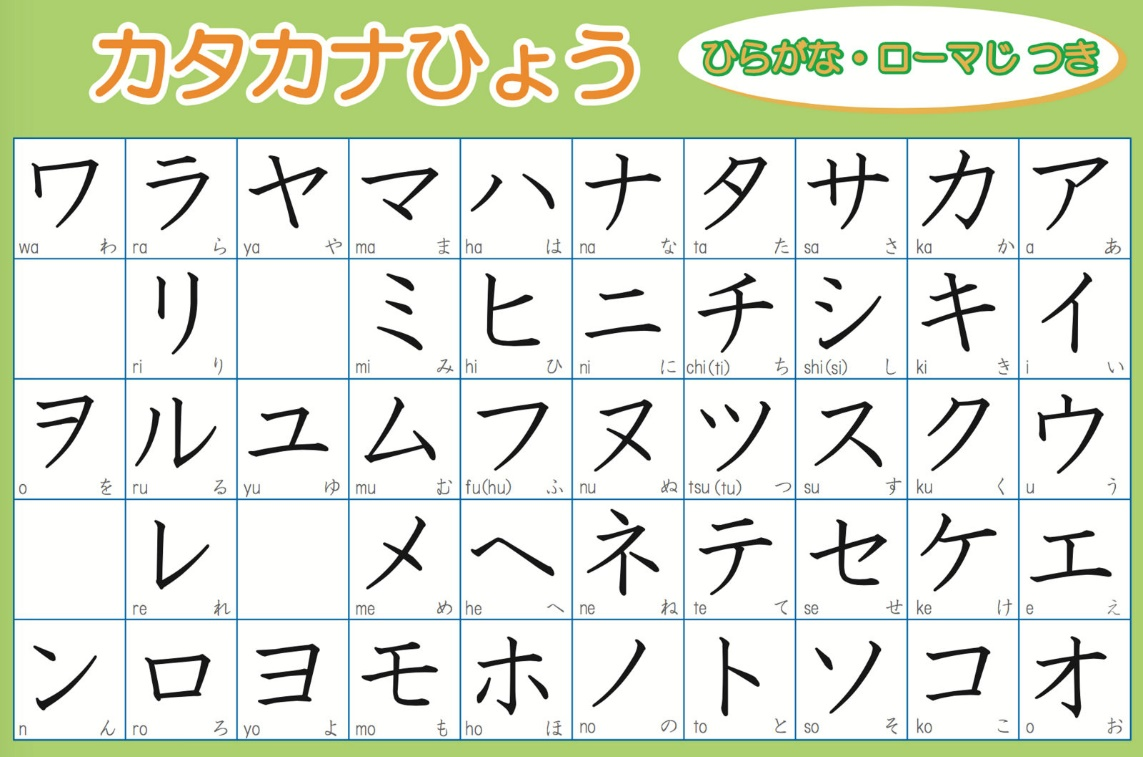 カタカナひょう
ひらがな・ローマじ つき
ワ ラ ヤ マ ハ ナ タ サ カ ア
wa わ ra ら ya や ma ま ha は na な ta た sa さ ka か a あ
リ ミ ヒ ニ チ シ キ イ
ri り mi み hi ひ ni に chi(ti) ち shi(si) し ki き i い
ヲ ル ユ ム フ ヌ ツ ス ク ウ
o を ru る yu ゆ mu む fu(hu) ふ nu ぬ tsu(tu) つ su す ku く u う
レ メ ヘ ネ テ セ ケ エ
re れ me め he へ ne ね te て se せ ke け e え
ン ロ ヨ モ ホ ノ ト ソ コ オ
n ん ro ろ yo よ mo も ho ほ no の to と so そ ko こ o お